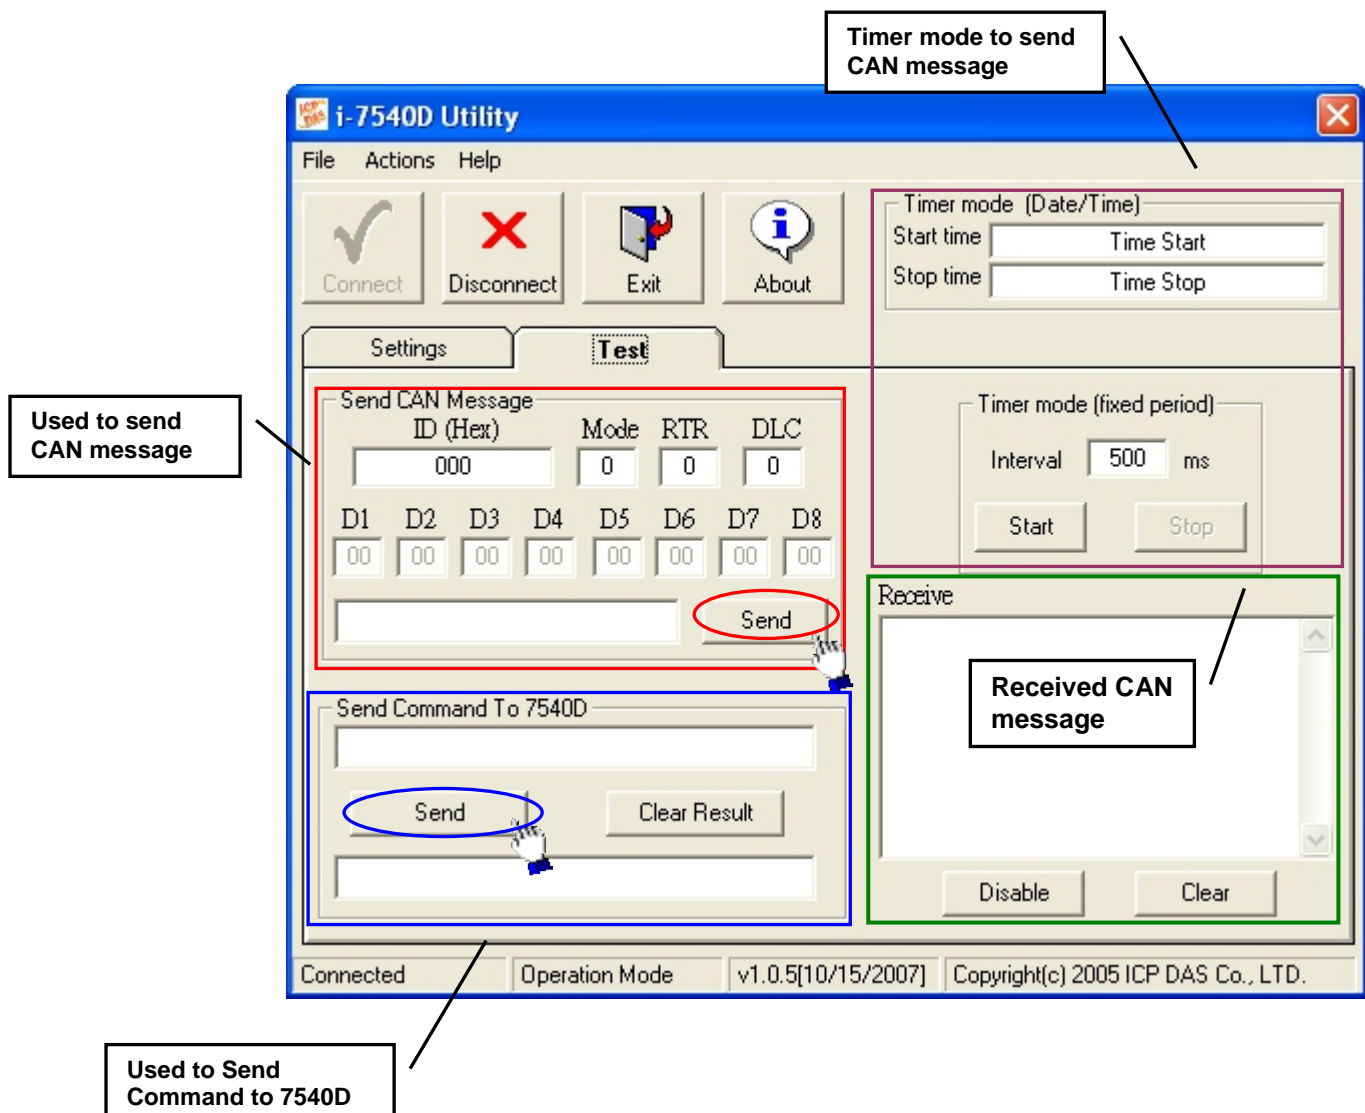 Timer mode to send
CAN message
ICP
DAS
i-7540D Utility
File Actions Help
Connect Disconnect Exit About
Timer mode (Date/Time)
Start time Time Start
Stop time Time Stop
Settings Test
Used to send
CAN message
Send CAN Message
ID (Hex) Mode RTR DLC
000 0 0 0
D1 D2 D3 D4 D5 D6 D7 D8
00 00 00 00 00 00 00 00
Send
Timer mode (fixed period)
Interval 500 ms
Start Stop
Receive
Received CAN
message
Send Command To 7540D
Send Clear Result
Disable Clear
Connected Operation Mode v1.0.5[10/15/2007] Copyright(c) 2005 ICP DAS Co., LTD.
Used to Send
Command to 7540D